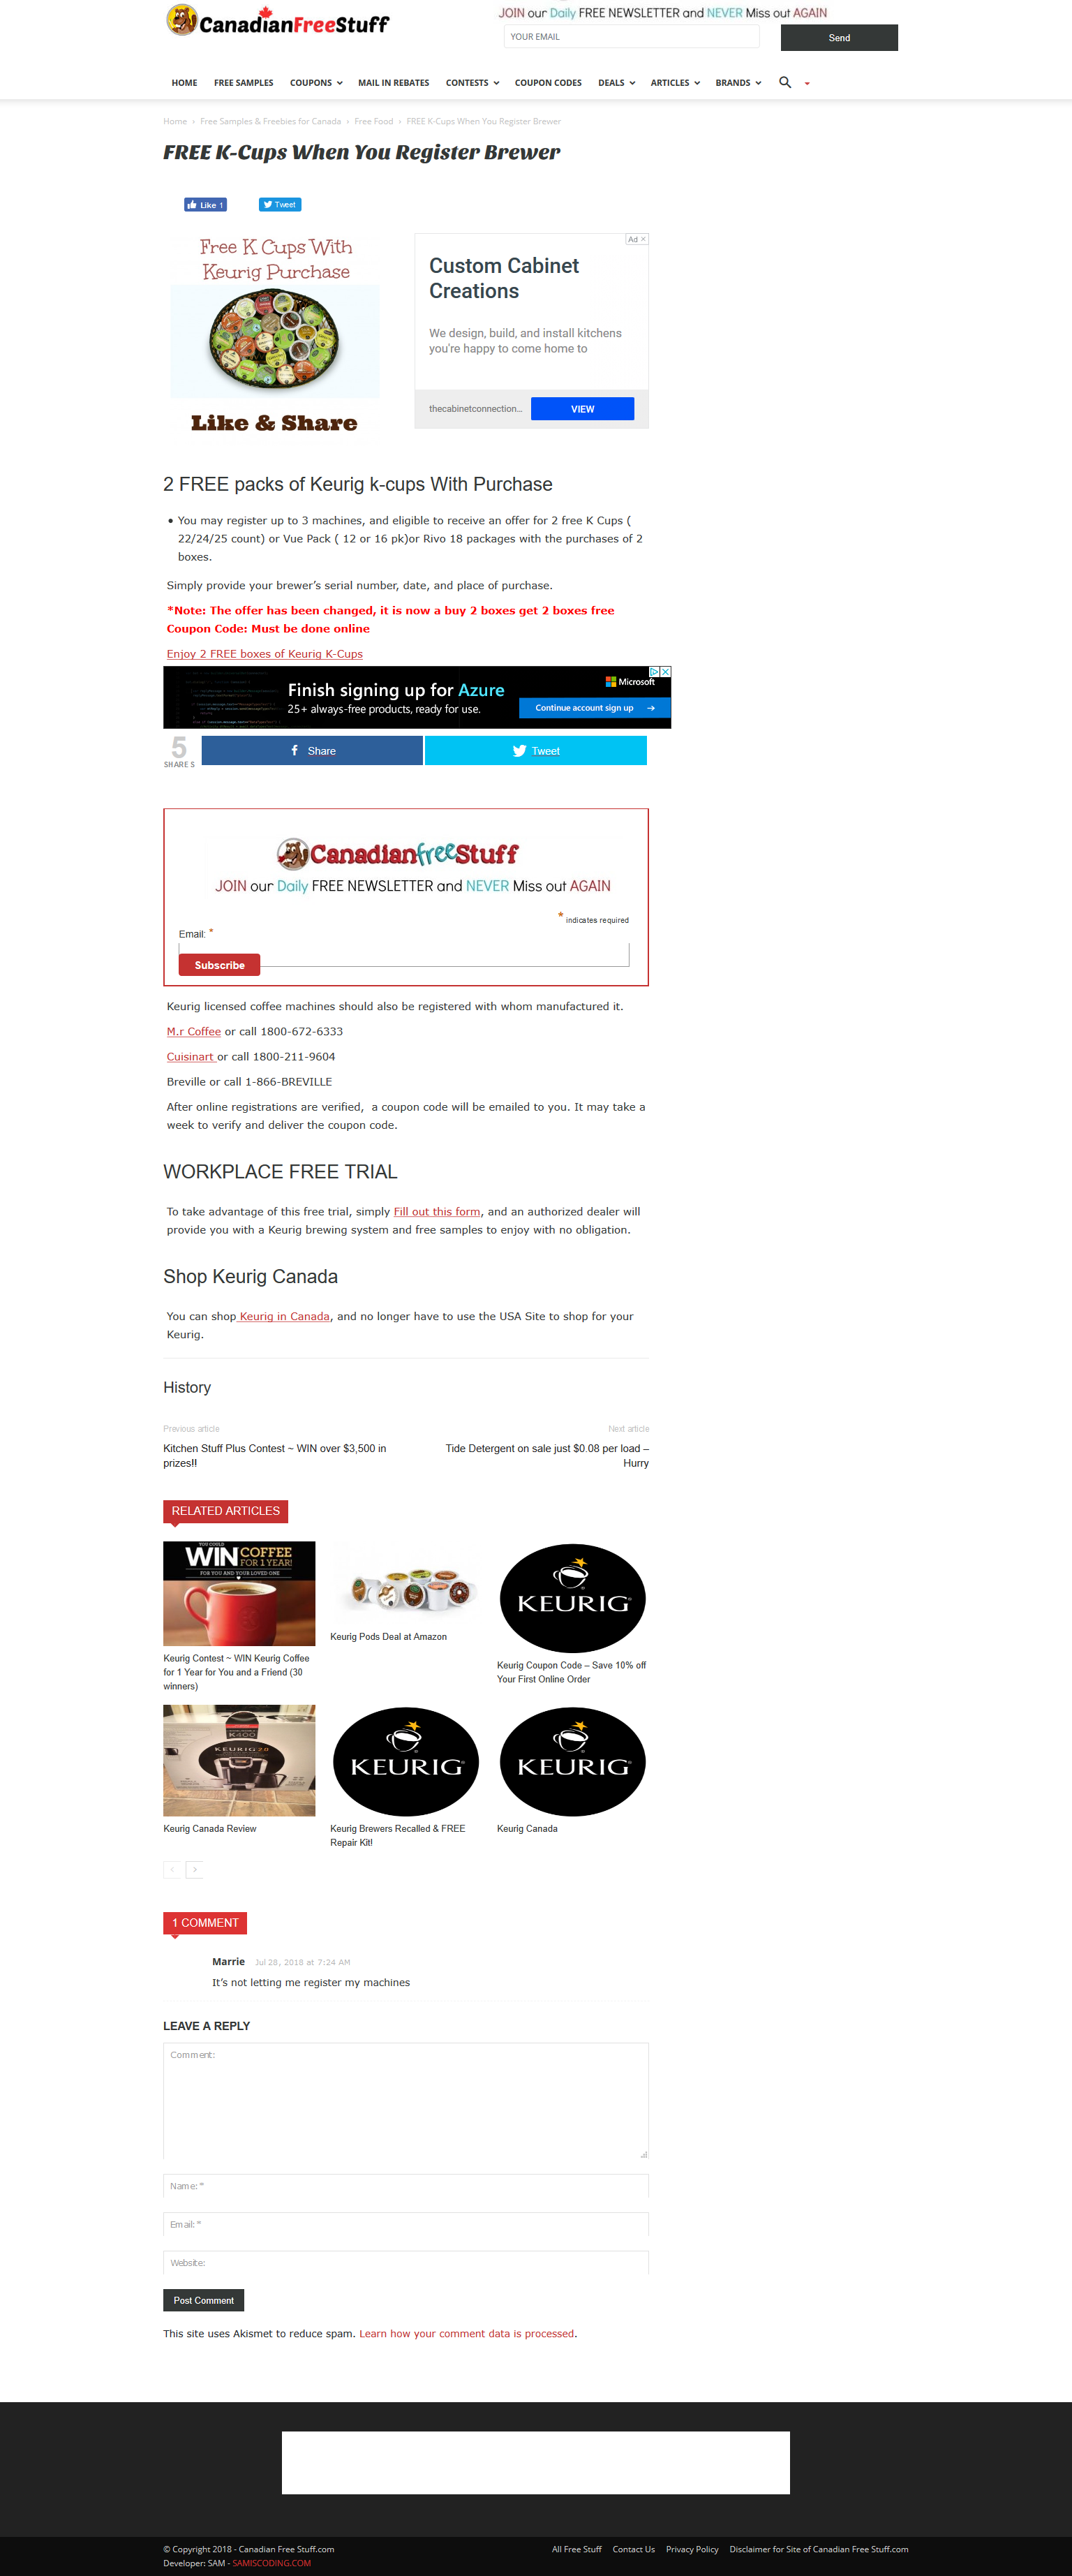 CanadianFreeStuff
JOIN our Daily FREE NEWSLETTER and NEVER Miss out AGAIN
YOUR EMAIL
Send
HOME FREE SAMPLES COUPONS MAIL IN REBATES CONTESTS COUPON CODES DEALS ARTICLES BRANDS
Home › Free Samples & Freebies for Canada › Free Food › FREE K-Cups When You Register Brewer
FREE K-Cups When You Register Brewer
Like 1
Tweet
Free K Cups With
Keurig Purchase
Like & Share
Ad
Custom Cabinet
Creations
We design, build, and install kitchens
you're happy to come home to
thecabinetconnection...
VIEW
2 FREE packs of Keurig k-cups With Purchase
• You may register up to 3 machines, and eligible to receive an offer for 2 free K Cups (
22/24/25 count) or Vue Pack ( 12 or 16 pk)or Rivo 18 packages with the purchases of 2
boxes.
Simply provide your brewer's serial number, date, and place of purchase.
*Note: The offer has been changed, it is now a buy 2 boxes get 2 boxes free
Coupon Code: Must be done online
Enjoy 2 FREE boxes of Keurig K-Cups
Finish signing up for Azure
25+ always-free products, ready for use.
Microsoft
Continue account sign up →
5
SHARES
Share
Tweet
CanadianfreeStuff
JOIN our Daily FREE NEWSLETTER and NEVER Miss out AGAIN
* indicates required
Email: *
Subscribe
Keurig licensed coffee machines should also be registered with whom manufactured it.
M.r Coffee or call 1800-672-6333
Cuisinart or call 1800-211-9604
Breville or call 1-866-BREVILLE
After online registrations are verified, a coupon code will be emailed to you. It may take a
week to verify and deliver the coupon code.
WORKPLACE FREE TRIAL
To take advantage of this free trial, simply Fill out this form, and an authorized dealer will
provide you with a Keurig brewing system and free samples to enjoy with no obligation.
Shop Keurig Canada
You can shop Keurig in Canada, and no longer have to use the USA Site to shop for your
Keurig.
History
Previous article
Kitchen Stuff Plus Contest ~ WIN over $3,500 in
prizes!!
Next article
Tide Detergent on sale just $0.08 per load –
Hurry
RELATED ARTICLES
YOU COULD
WIN COFFEE
FOR 1 YEAR!
FOR YOU AND YOUR LOVED ONE
Keurig Contest ~ WIN Keurig Coffee
for 1 Year for You and a Friend (30
winners)
Keurig Pods Deal at Amazon
KEURIG
Keurig Coupon Code – Save 10% off
Your First Online Order
K400
KEURIG 2.0
Keurig Canada Review
KEURIG
Keurig Brewers Recalled & FREE
Repair Kit!
KEURIG
Keurig Canada
1 COMMENT
Marrie Jul 28, 2018 at 7:24 AM
It's not letting me register my machines
LEAVE A REPLY
Comment:
Name:*
Email:*
Website:
Post Comment
This site uses Akismet to reduce spam. Learn how your comment data is processed.
© Copyright 2018 - Canadian Free Stuff.com
Developer: SAM - SAMISCODING.COM
All Free Stuff Contact Us Privacy Policy Disclaimer for Site of Canadian Free Stuff.com